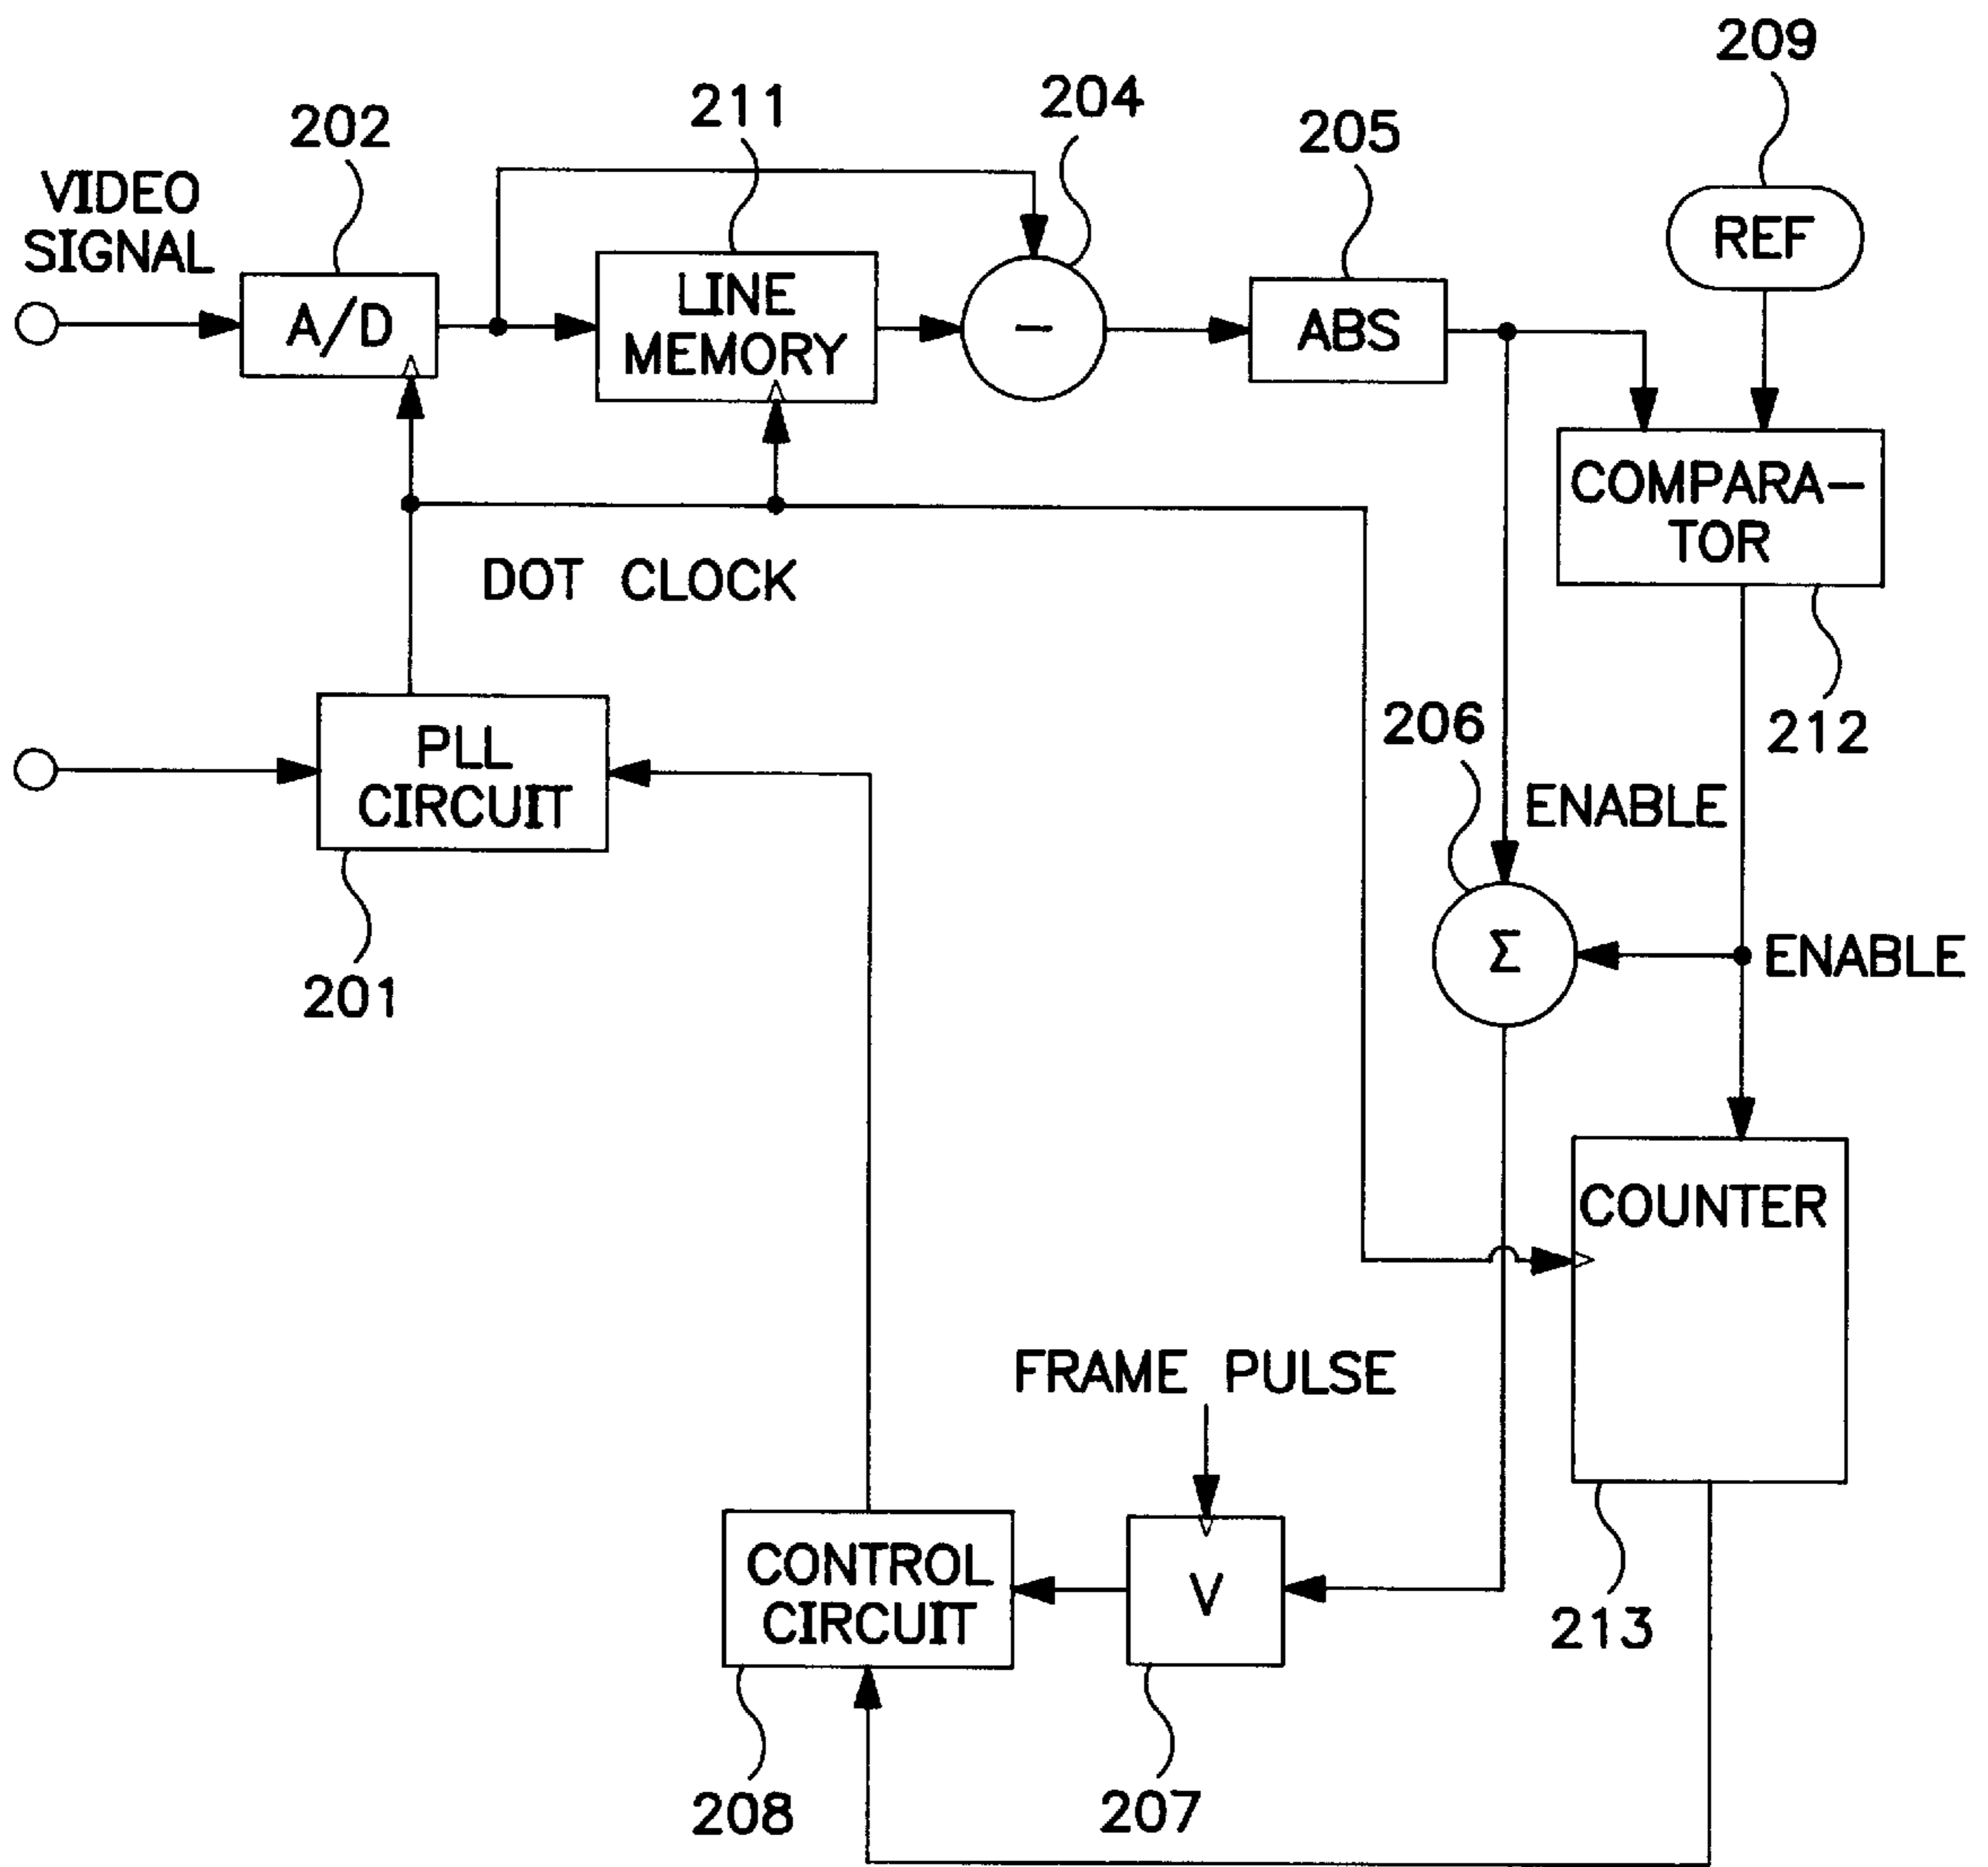 209
211
204
202
205
VIDEO
SIGNAL
REF
A/D
LINE
MEMORY
−
ABS
COMPARA−
TOR
DOT CLOCK
PLL
CIRCUIT
206
212
ENABLE
201
Σ
ENABLE
COUNTER
FRAME PULSE
CONTROL
CIRCUIT
V
213
208
207